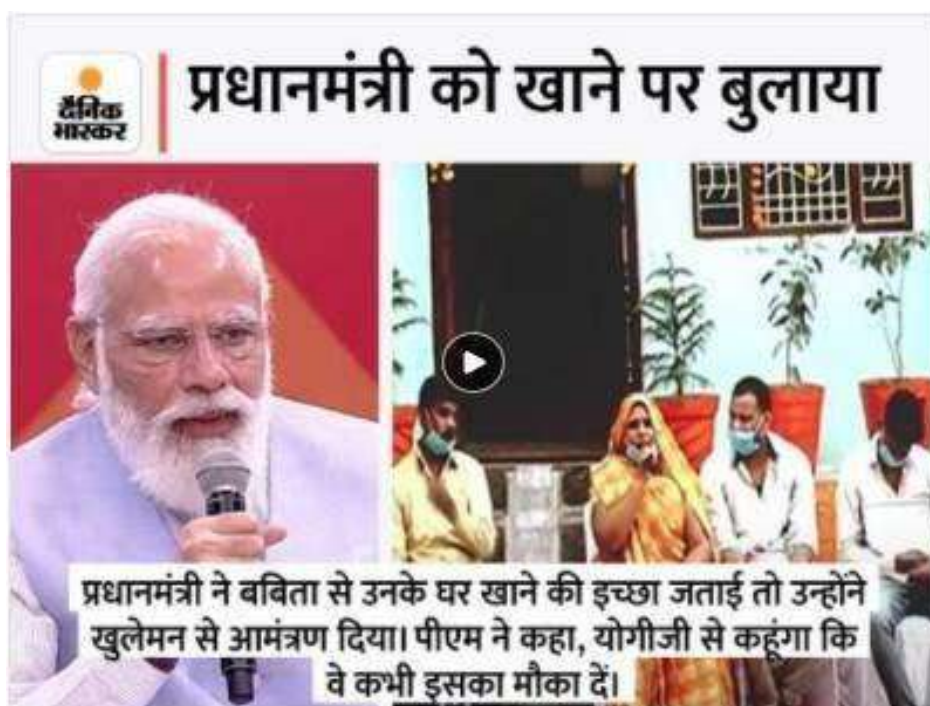 दैनिक
भास्कर
प्रधानमंत्री को खाने पर बुलाया
प्रधानमंत्री ने बबिता से उनके घर खाने की इच्छा जताई तो उन्होंने
खुलेमन से आमंत्रण दिया। पीएम ने कहा, योगीजी से कहूंगा कि
वे कभी इसका मौका दें।